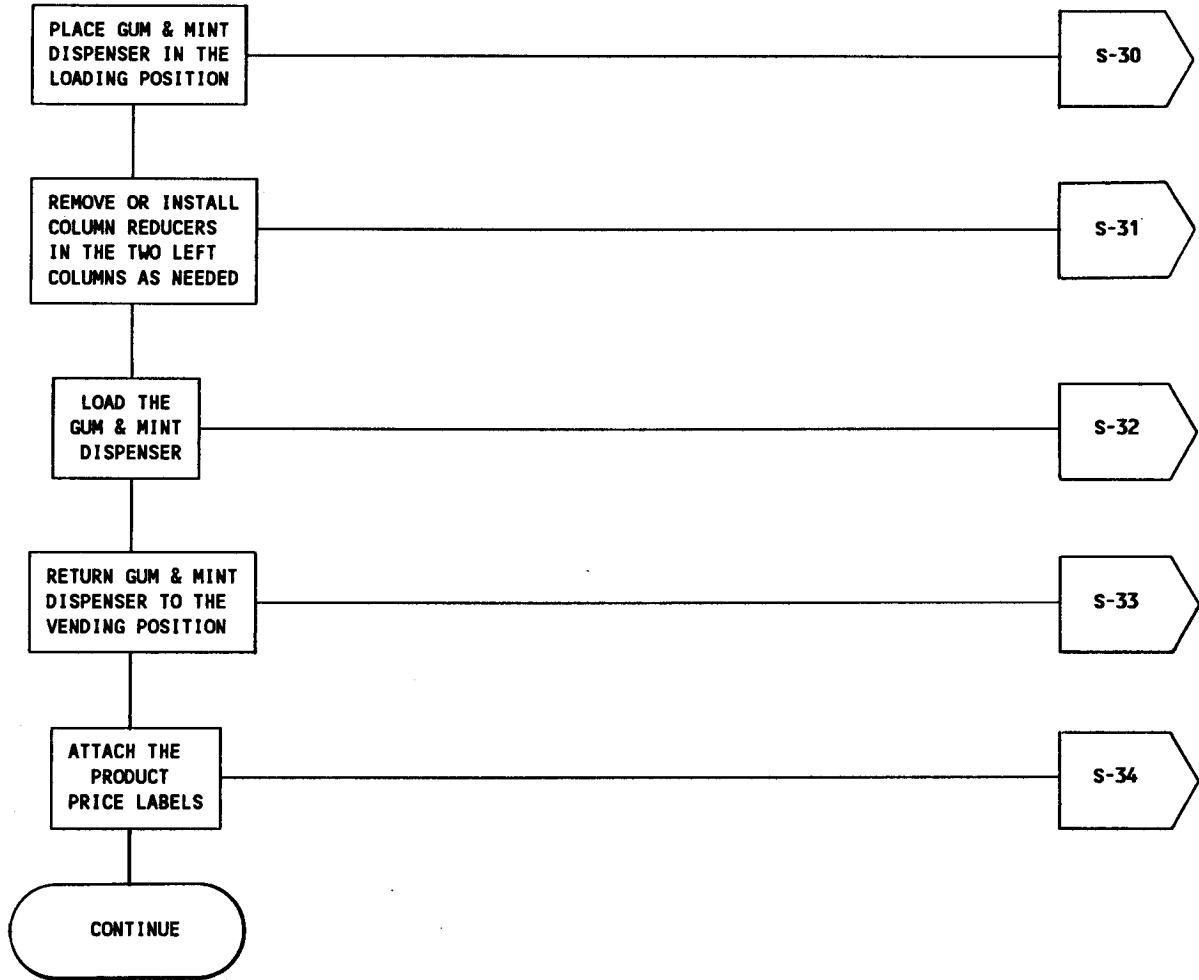 PLACE GUM & MINT
DISPENSER IN THE
LOADING POSITION
S-30
REMOVE OR INSTALL
COLUMN REDUCERS
IN THE TWO LEFT
COLUMNS AS NEEDED
S-31
LOAD THE
GUM & MINT
DISPENSER
S-32
RETURN GUM & MINT
DISPENSER TO THE
VENDING POSITION
S-33
ATTACH THE
PRODUCT
PRICE LABELS
S-34
CONTINUE